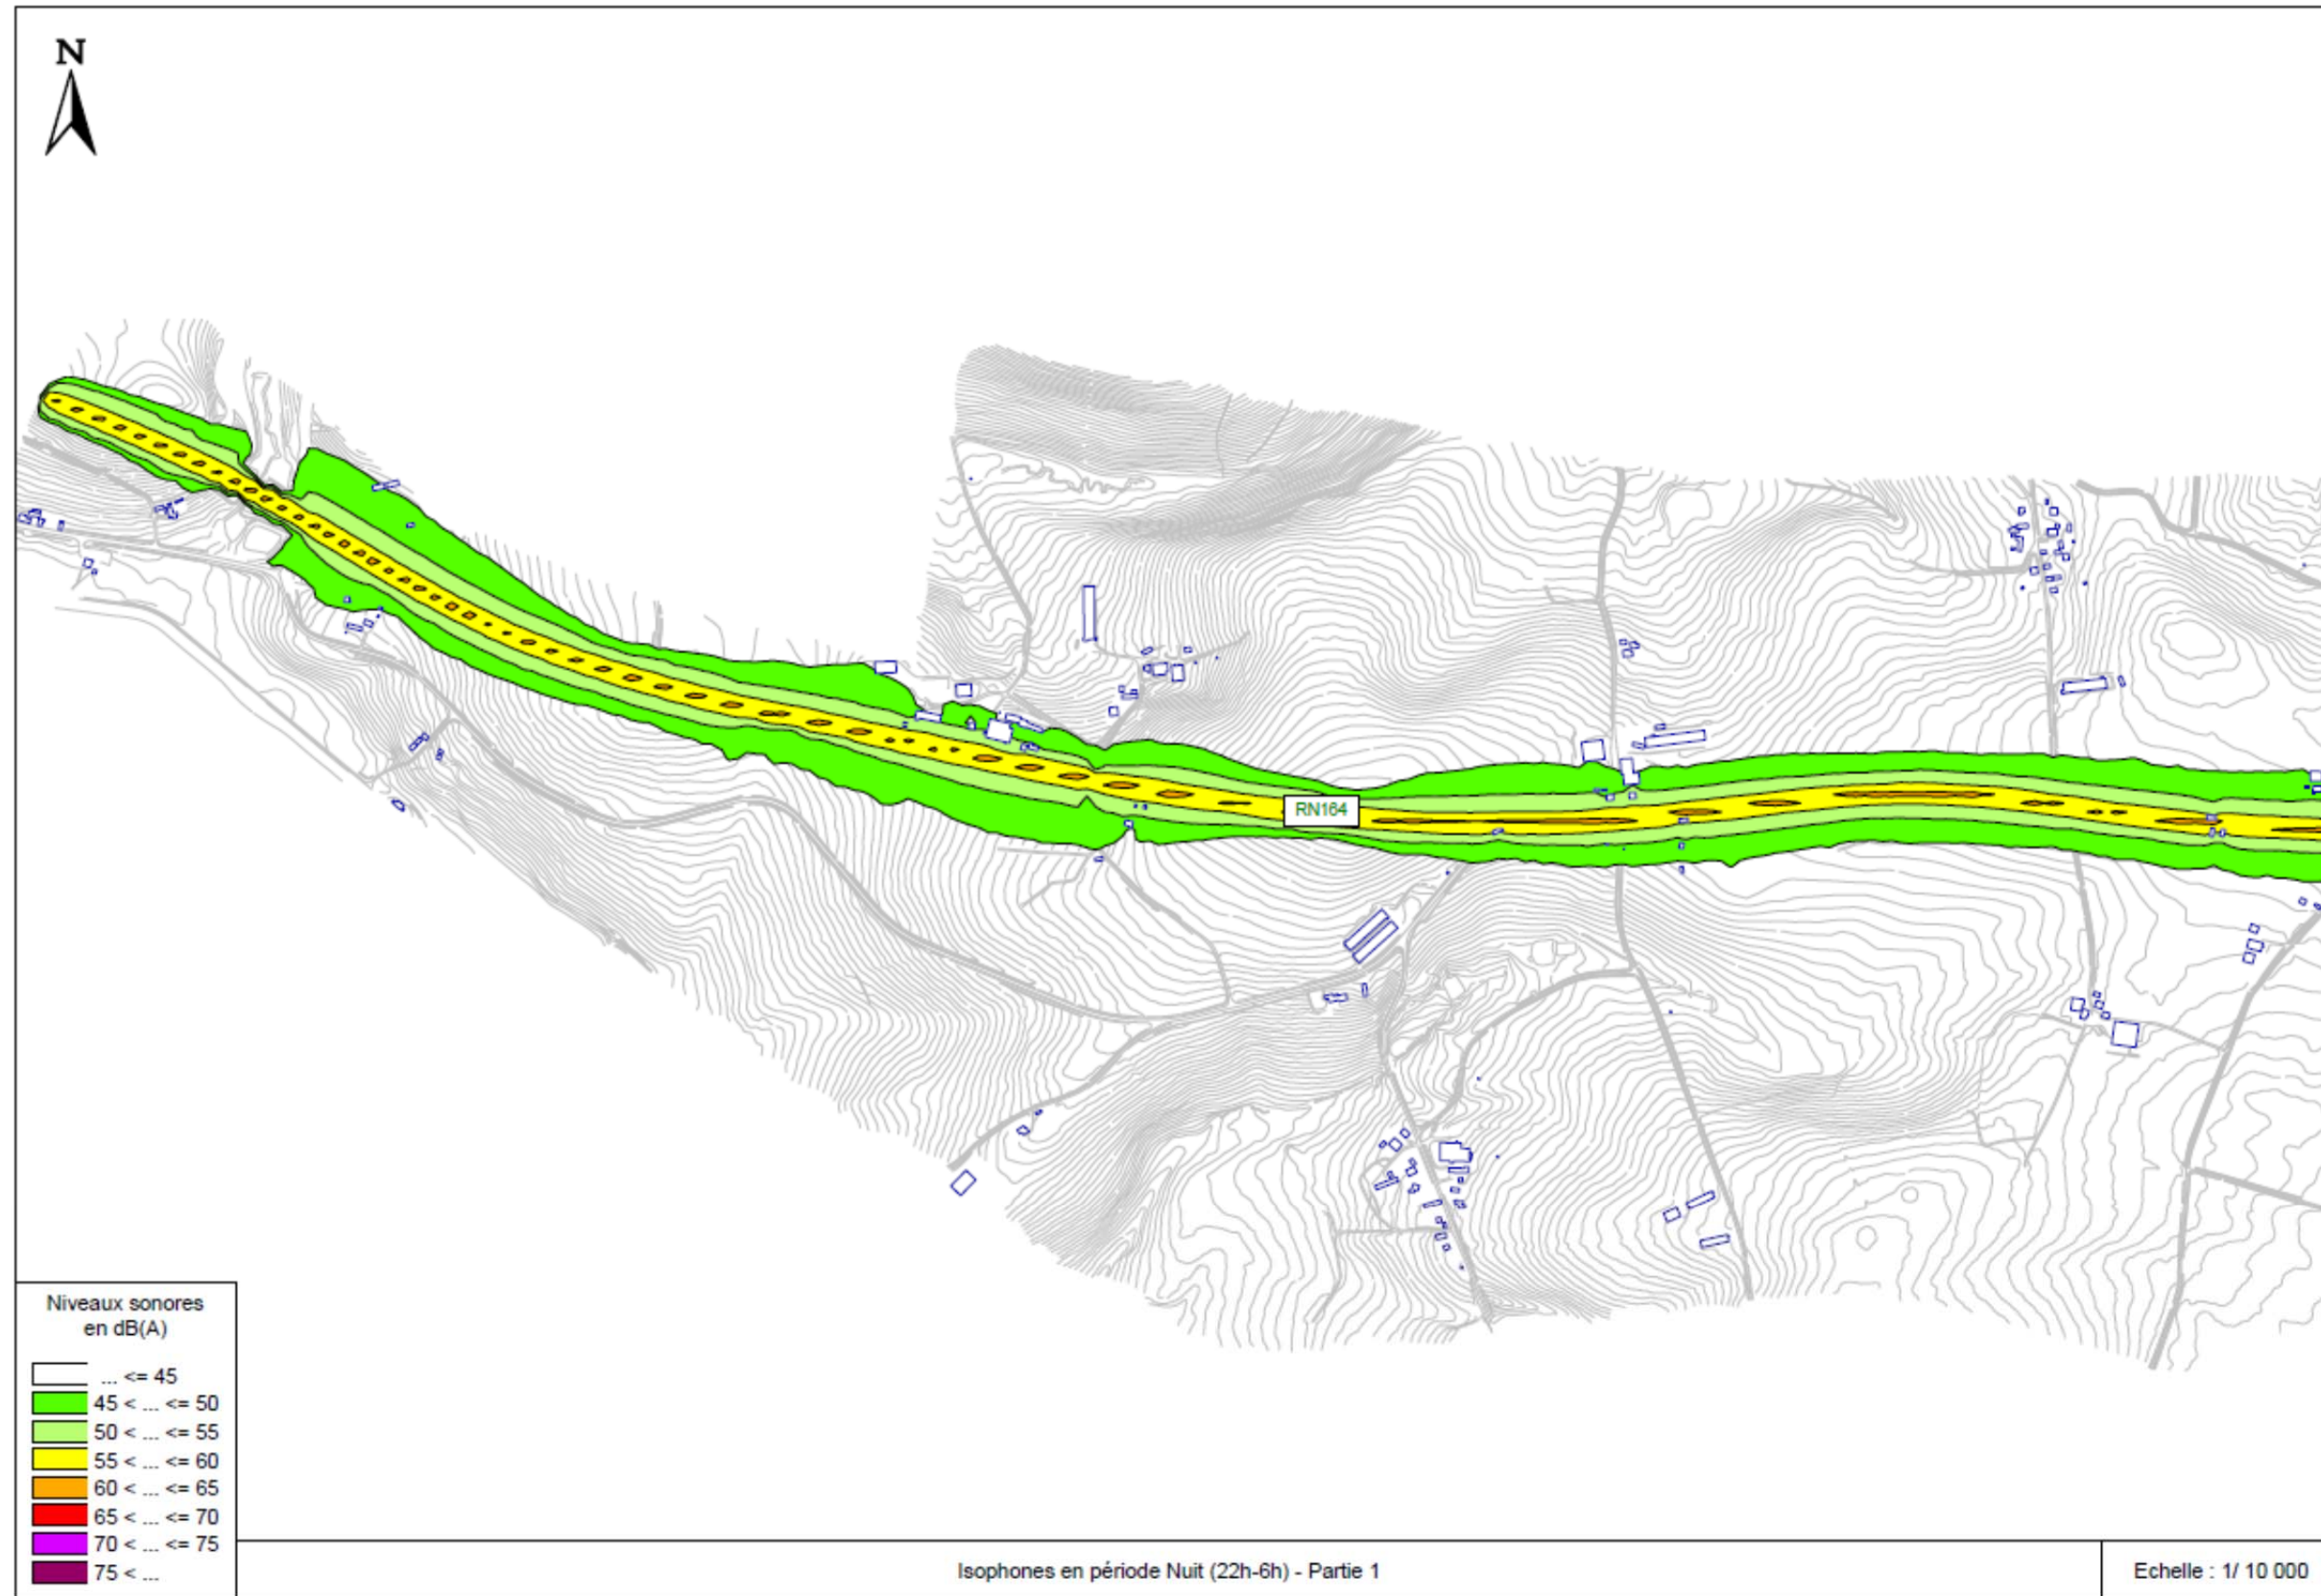 N
RN164
Niveaux sonores
en dB(A)
... <= 45
45 < ... <= 50
50 < ... <= 55
55 < ... <= 60
60 < ... <= 65
65 < ... <= 70
70 < ... <= 75
75 < ...
Isophones en période Nuit (22h-6h) - Partie 1
Echelle : 1/ 10 000